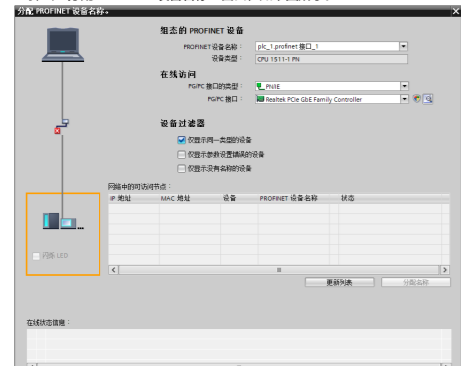 分配 PROFINET 设备名称。
组态的 PROFINET 设备
PROFINET 设备名称： plc_1.profinet 接口_1
设备类型： CPU 1511-1 PN
在线访问
PG/PC 接口的类型： PN/IE
PG/PC 接口： Realtek PCIe GbE Family Controller
设备过滤器
仅显示同一类型的设备
仅显示参数设置错误的设备
仅显示没有名称的设备
网络中的可访问节点：
IP 地址 MAC 地址 设备 PROFINET 设备名称 状态
闪烁 LED
更新列表 分配名称
在线状态信息：